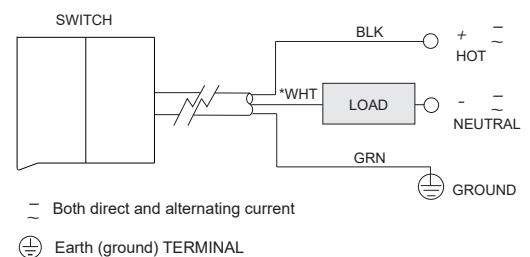 SWITCH
BLK
+
HOT
*WHT
LOAD
-
NEUTRAL
GRN
GROUND
Both direct and alternating current
Earth (ground) TERMINAL